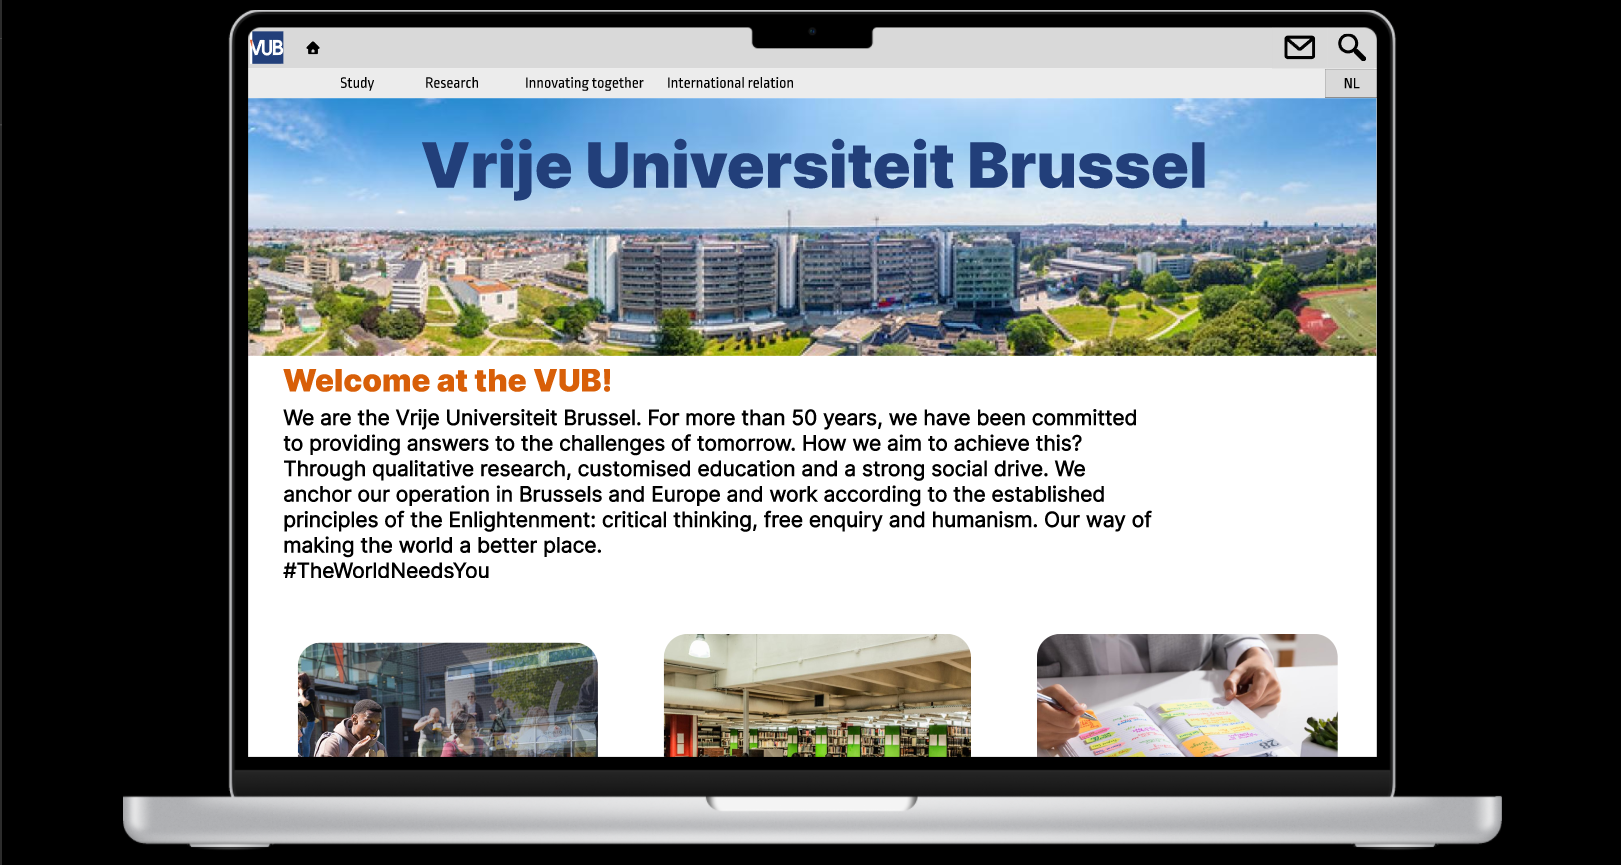 VUB
Study Research Innovating together International relation NL
Vrije Universiteit Brussel
Welcome at the VUB!
We are the Vrije Universiteit Brussel. For more than 50 years, we have been committed
to providing answers to the challenges of tomorrow. How we aim to achieve this?
Through qualitative research, customised education and a strong social drive. We
anchor our operation in Brussels and Europe and work according to the established
principles of the Enlightenment: critical thinking, free enquiry and humanism. Our way of
making the world a better place.
#TheWorldNeedsYou